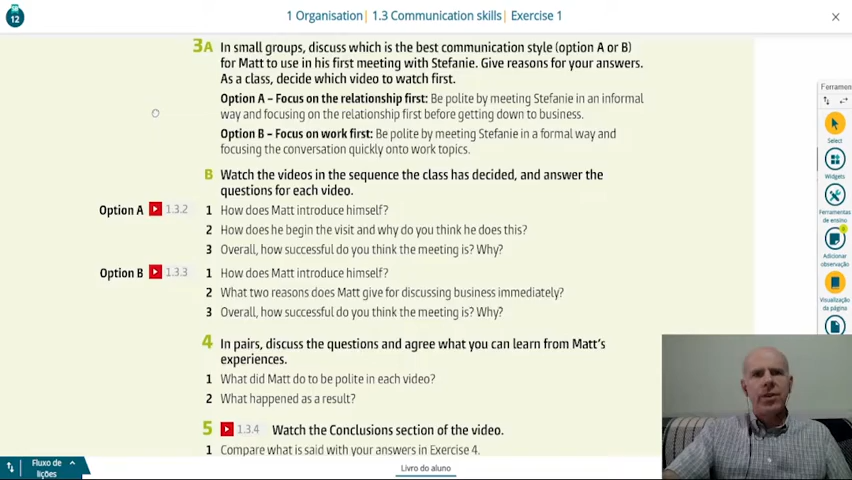 12
1 Organisation| 1.3 Communication skills| Exercise 1
3A In small groups, discuss which is the best communication style (option A or B)
for Matt to use in his first meeting with Stefanie. Give reasons for your answers.
As a class, decide which video to watch first.
Option A – Focus on the relationship first: Be polite by meeting Stefanie in an informal
way and focusing on the relationship first before getting down to business.
Option B – Focus on work first: Be polite by meeting Stefanie in a formal way and
focusing the conversation quickly onto work topics.
B Watch the videos in the sequence the class has decided, and answer the
questions for each video.
Option A 1.3.2 1 How does Matt introduce himself?
2 How does he begin the visit and why do you think he does this?
3 Overall, how successful do you think the meeting is? Why?
Option B 1.3.3 1 How does Matt introduce himself?
2 What two reasons does Matt give for discussing business immediately?
3 Overall, how successful do you think the meeting is? Why?
4 In pairs, discuss the questions and agree what you can learn from Matt's
experiences.
1 What did Matt do to be polite in each video?
2 What happened as a result?
5 1.3.4 Watch the Conclusions section of the video.
1 Compare what is said with your answers in Exercise 4.
Ferramen
Select
Widgets
Ferramentas
de ensino
Adicionar
observação
Visualização
da página
Fluxo de
lições
Livro do aluno